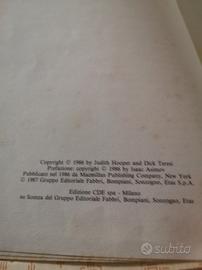 Copyright © 1986 by Judith Hooper and Dick Teresi
Prefazione: copyright © 1986 by Isaac Asimov
Pubblicato nel 1986 da Macmillan Publishing Company, New York
© 1987 Gruppo Editoriale Fabbri, Bompiani, Sonzogno, Etas S.p.A.
Edizione CDE spa - Milano
su licenza del Gruppo Editoriale Fabbri, Bompiani, Sonzogno, Etas
subito